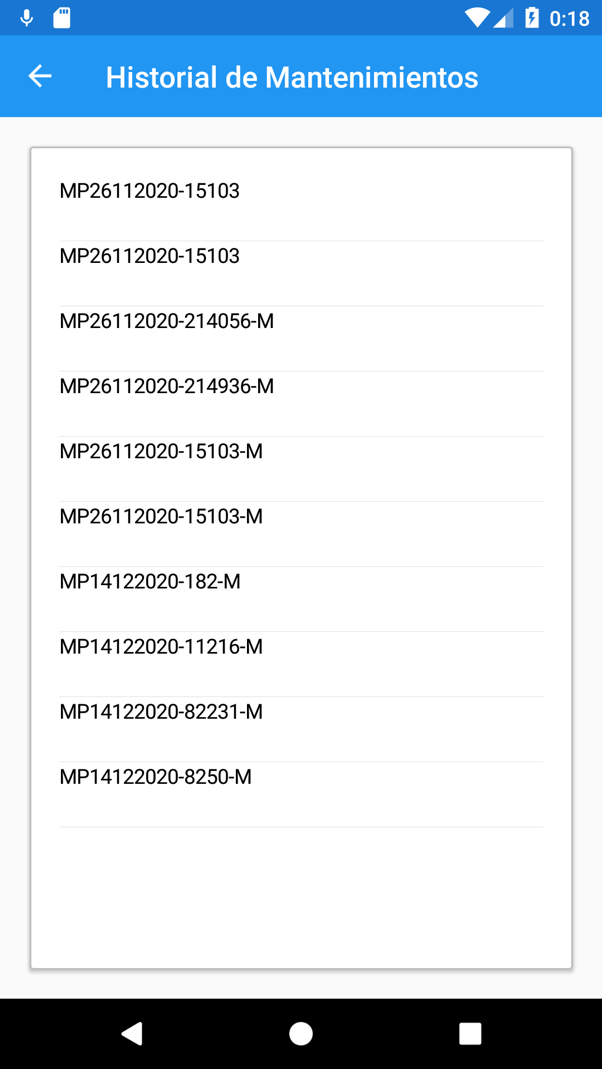 0:18
Historial de Mantenimientos
MP26112020-15103
MP26112020-15103
MP26112020-214056-M
MP26112020-214936-M
MP26112020-15103-M
MP26112020-15103-M
MP14122020-182-M
MP14122020-11216-M
MP14122020-82231-M
MP14122020-8250-M